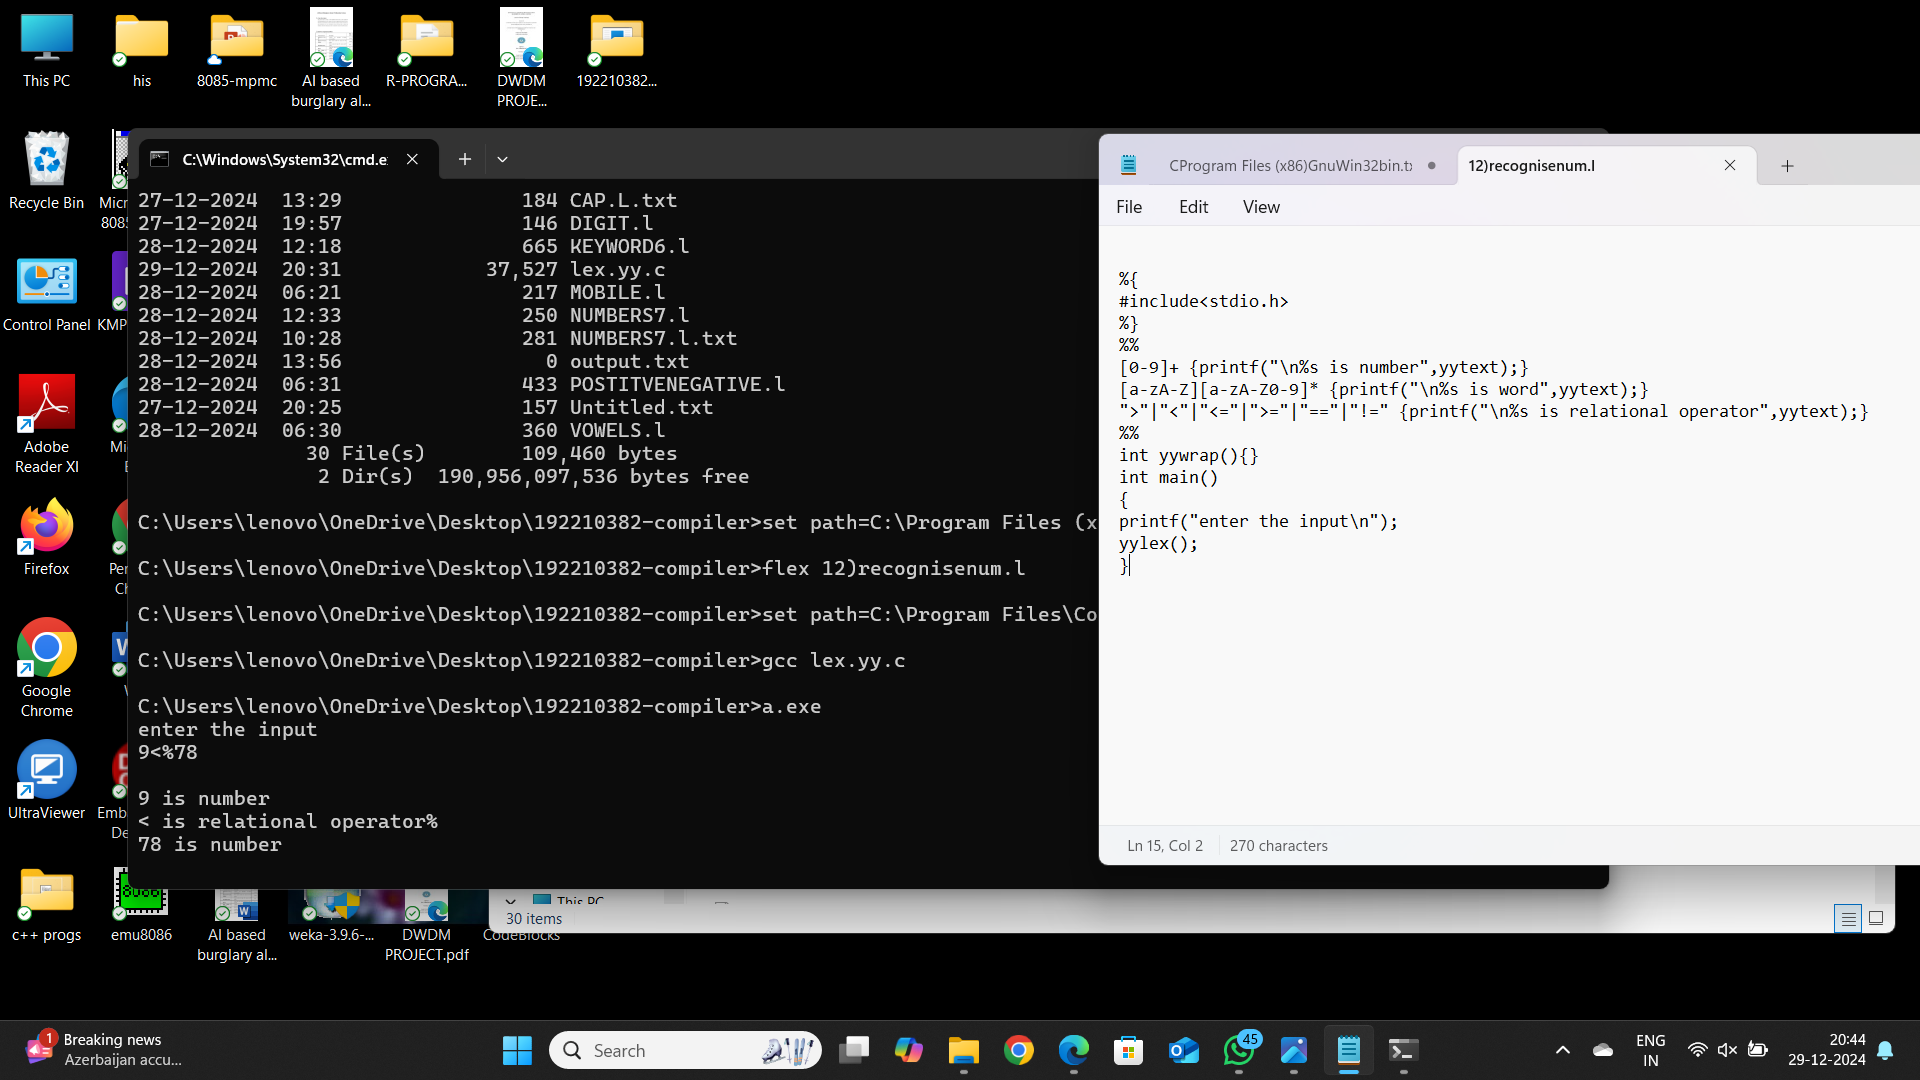 This PC
his
8085-mpmc
AI based
burglary al...
R-PROGRA...
DWDM
PROJE...
192210382...
Recycle Bin
Control Panel
Adobe
Reader XI
Firefox
Google
Chrome
UltraViewer
c++ progs
emu8086
AI based
burglary al...
weka-3.9.6-...
DWDM
PROJECT.pdf
CodeBlocks
C:\Windows\System32\cmd.e
27-12-2024  13:29               184 CAP.L.txt
27-12-2024  19:57               146 DIGIT.l
28-12-2024  12:18               665 KEYWORD6.l
29-12-2024  20:31            37,527 lex.yy.c
28-12-2024  06:21               217 MOBILE.l
28-12-2024  12:33               250 NUMBERS7.l
28-12-2024  10:28               281 NUMBERS7.l.txt
28-12-2024  13:56                 0 output.txt
28-12-2024  06:31               433 POSTITVENEGATIVE.l
27-12-2024  20:25               157 Untitled.txt
28-12-2024  06:30               360 VOWELS.l
30 File(s)        109,460 bytes
2 Dir(s)  190,956,097,536 bytes free
C:\Users\lenovo\OneDrive\Desktop\192210382-compiler>set path=C:\Program Files (x
C:\Users\lenovo\OneDrive\Desktop\192210382-compiler>flex 12)recognisenum.l
C:\Users\lenovo\OneDrive\Desktop\192210382-compiler>set path=C:\Program Files\Co
C:\Users\lenovo\OneDrive\Desktop\192210382-compiler>gcc lex.yy.c
C:\Users\lenovo\OneDrive\Desktop\192210382-compiler>a.exe
enter the input
9<%78
9 is number
< is relational operator%
78 is number
This PC
30 items
CProgram Files (x86)GnuWin32bin.tx
12)recognisenum.l
File Edit View
%{
#include<stdio.h>
%}
%%
[0-9]+ {printf("\n%s is number",yytext);}
[a-zA-Z][a-zA-Z0-9]* {printf("\n%s is word",yytext);}
">"|"<"|"<="|">="|"=="|"!=" {printf("\n%s is relational operator",yytext);}
%%
int yywrap(){}
int main()
{
printf("enter the input\n");
yylex();
}
Ln 15, Col 2
270 characters
1
Breaking news
Azerbaijan accu...
Search
45
ENG
IN
20:44
29-12-2024